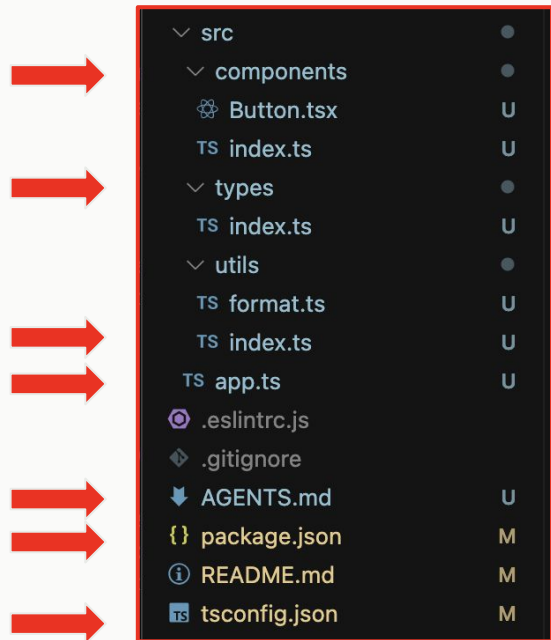 src
components
Button.tsx U
TS index.ts U
types
TS index.ts U
utils
TS format.ts U
TS index.ts U
TS app.ts U
.eslintrc.js
.gitignore
AGENTS.md U
{} package.json M
README.md M
TS tsconfig.json M